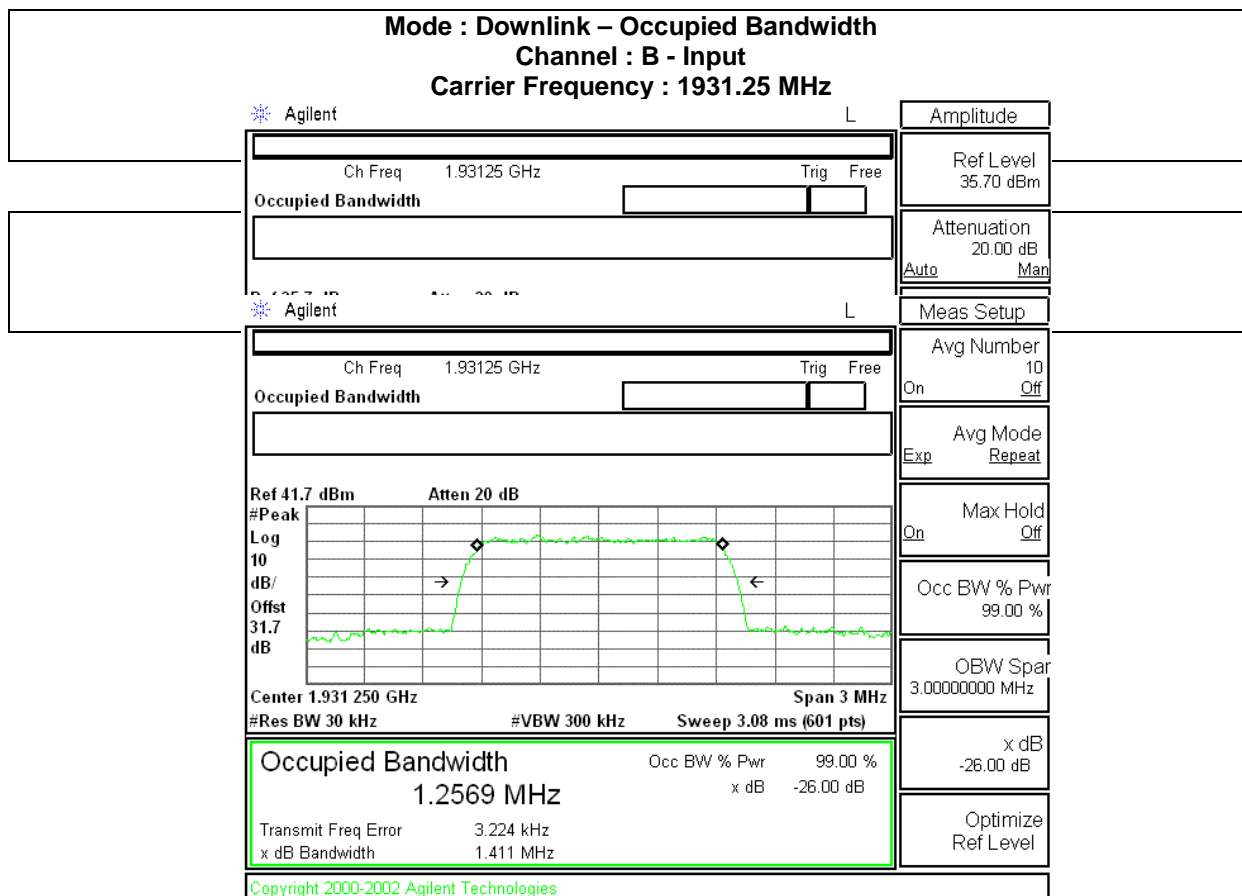 Mode : Downlink – Occupied Bandwidth
Channel : B - Input
Carrier Frequency : 1931.25 MHz
Agilent L
Amplitude
Ch Freq 1.93125 GHz Trig Free
Occupied Bandwidth
Ref Level
35.70 dBm
Attenuation
20.00 dB
Auto Man
Agilent L
Meas Setup
Ch Freq 1.93125 GHz Trig Free
Occupied Bandwidth
Avg Number
10
On Off
Avg Mode
Exp Repeat
Max Hold
On Off
Occ BW % Pwr
99.00 %
OBW Span
3.00000000 MHz
x dB
-26.00 dB
Optimize
Ref Level
Ref 41.7 dBm Atten 20 dB
#Peak
Log
10
dB/
Offst
31.7
dB
Center 1.931 250 GHz Span 3 MHz
#Res BW 30 kHz #VBW 300 kHz Sweep 3.08 ms (601 pts)
Occupied Bandwidth Occ BW % Pwr 99.00 %
1.2569 MHz x dB -26.00 dB
Transmit Freq Error 3.224 kHz
x dB Bandwidth 1.411 MHz
Copyright 2000-2002 Agilent Technologies